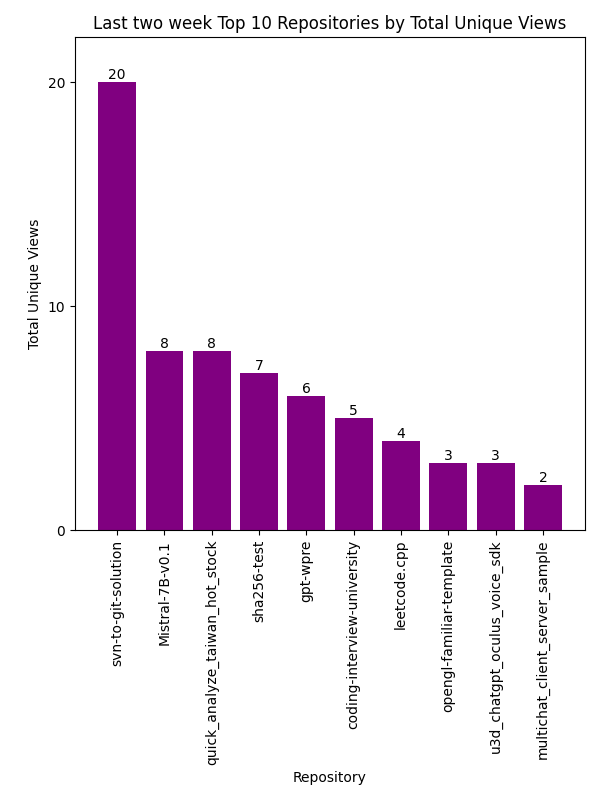 Last two week Top 10 Repositories by Total Unique Views
Total Unique Views
20
10
0
20
8
8
7
6
5
4
3
3
2
svn-to-git-solution
Mistral-7B-v0.1
quick_analyze_taiwan_hot_stock
sha256-test
gpt-wpre
coding-interview-university
leetcode.cpp
opengl-familiar-template
u3d_chatgpt_oculus_voice_sdk
multichat_client_server_sample
Repository